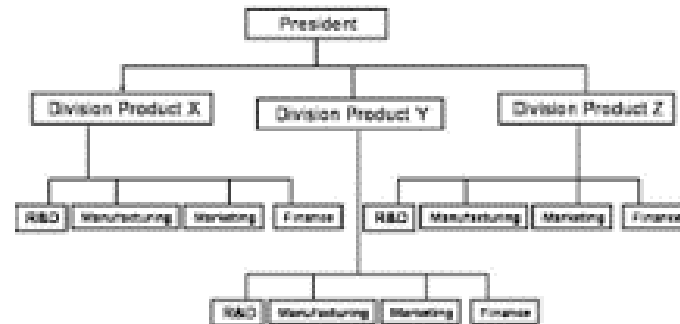 President
Division Product X
Division Product Y
Division Product Z
R&D
Manufacturing
Marketing
Finance
R&D
Manufacturing
Marketing
Finance
R&D
Manufacturing
Marketing
Finance